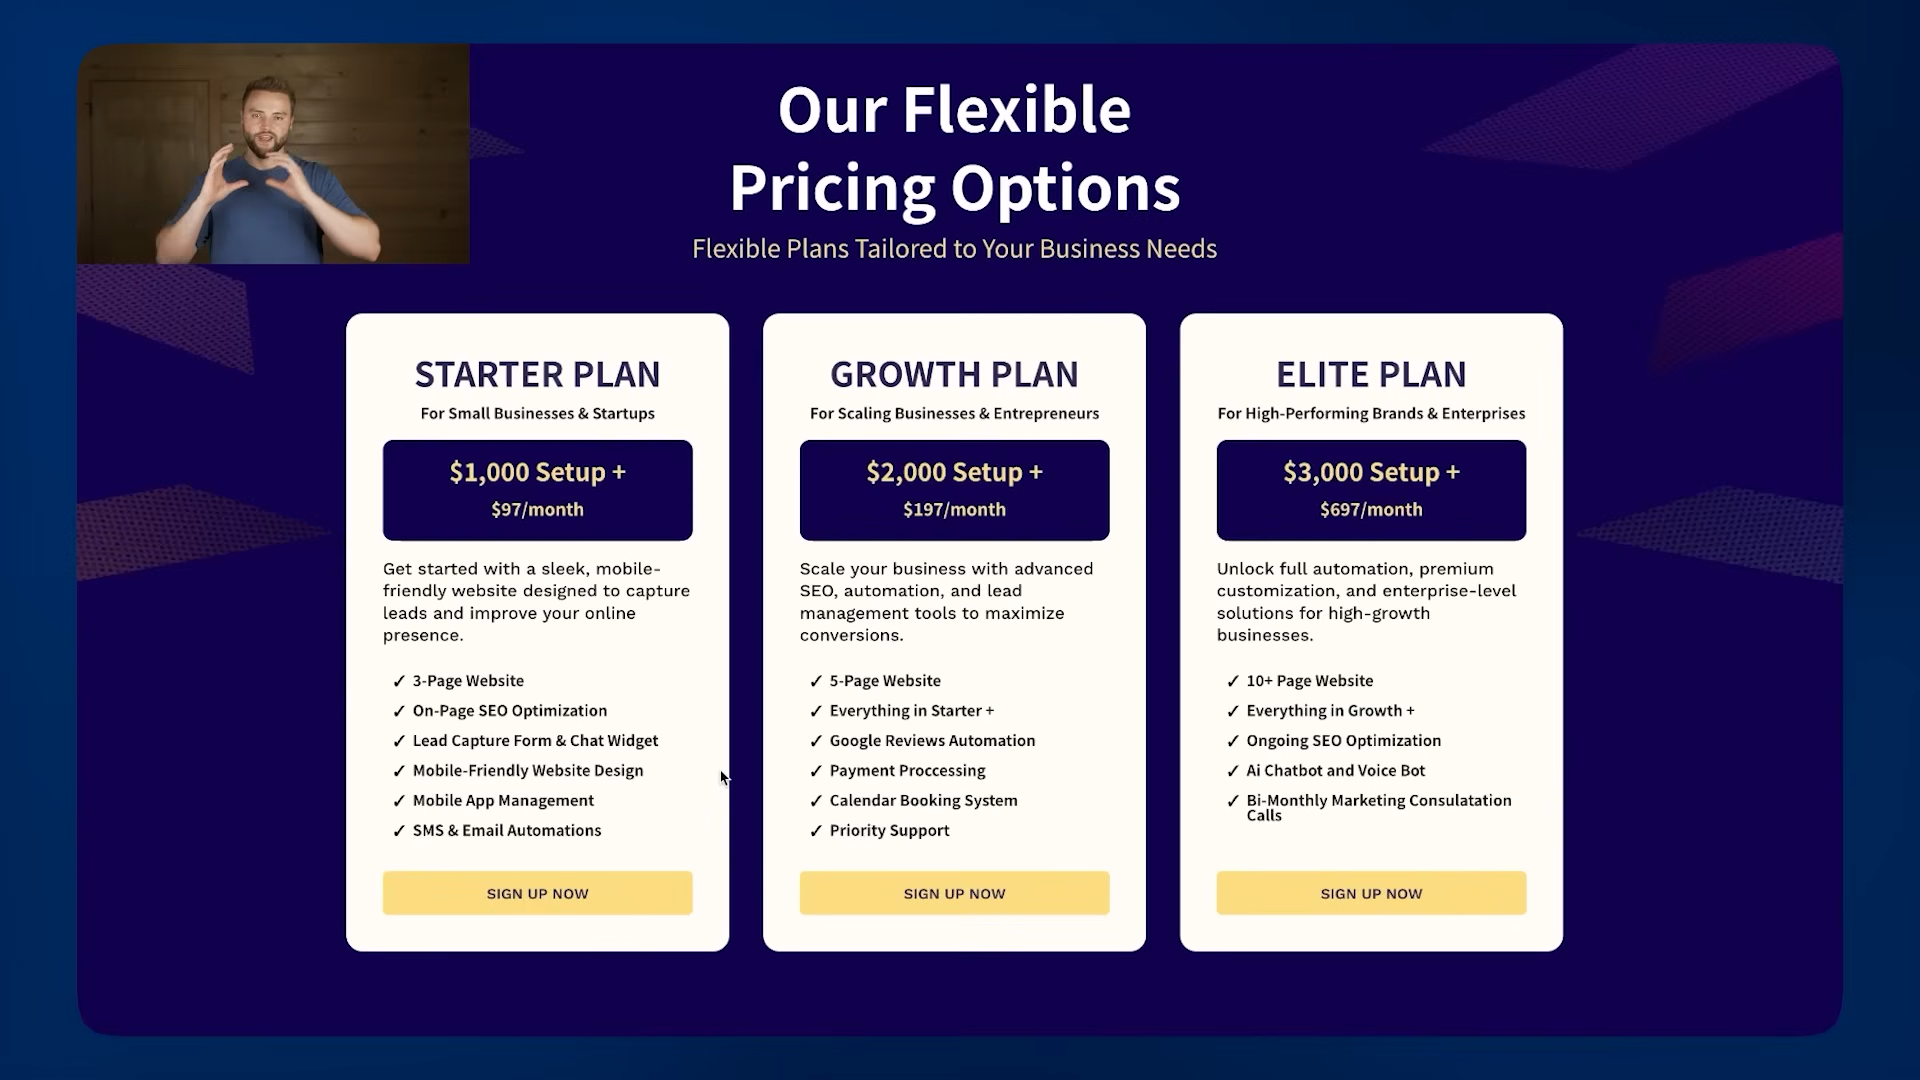 Our Flexible
Pricing Options
Flexible Plans Tailored to Your Business Needs
STARTER PLAN
For Small Businesses & Startups
$1,000 Setup +
$97/month
Get started with a sleek, mobile-
friendly website designed to capture
leads and improve your online
presence.
✓ 3-Page Website
✓ On-Page SEO Optimization
✓ Lead Capture Form & Chat Widget
✓ Mobile-Friendly Website Design
✓ Mobile App Management
✓ SMS & Email Automations
SIGN UP NOW
GROWTH PLAN
For Scaling Businesses & Entrepreneurs
$2,000 Setup +
$197/month
Scale your business with advanced
SEO, automation, and lead
management tools to maximize
conversions.
✓ 5-Page Website
✓ Everything in Starter +
✓ Google Reviews Automation
✓ Payment Proccessing
✓ Calendar Booking System
✓ Priority Support
SIGN UP NOW
ELITE PLAN
For High-Performing Brands & Enterprises
$3,000 Setup +
$697/month
Unlock full automation, premium
customization, and enterprise-level
solutions for high-growth
businesses.
✓ 10+ Page Website
✓ Everything in Growth +
✓ Ongoing SEO Optimization
✓ Ai Chatbot and Voice Bot
✓ Bi-Monthly Marketing Consulatation
Calls
SIGN UP NOW